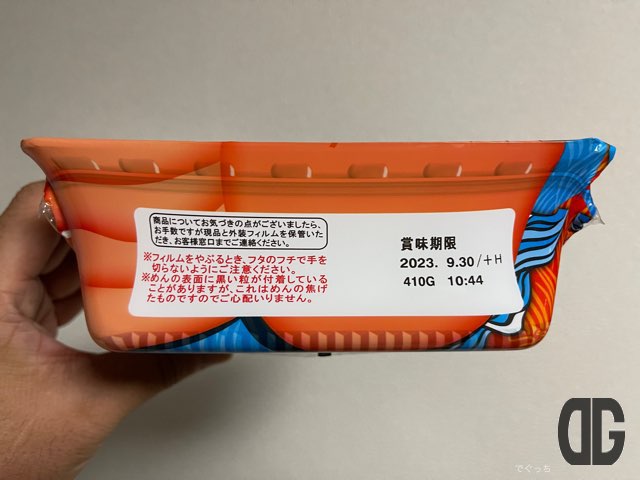 商品についてお気づきの点がございましたら、
お手数ですが現品と外装フィルムを保管いた
だき、お客様窓口までご連絡ください。
※フィルムをやぶるとき、フタのフチで手を
切らないようにご注意ください。
※めんの表面に黒い粒が付着している
ことがありますが、これはめんの焦げ
たものですのでご心配いりません。
賞味期限
2023. 9.30/+H
410G 10:44
DG
でぐっち